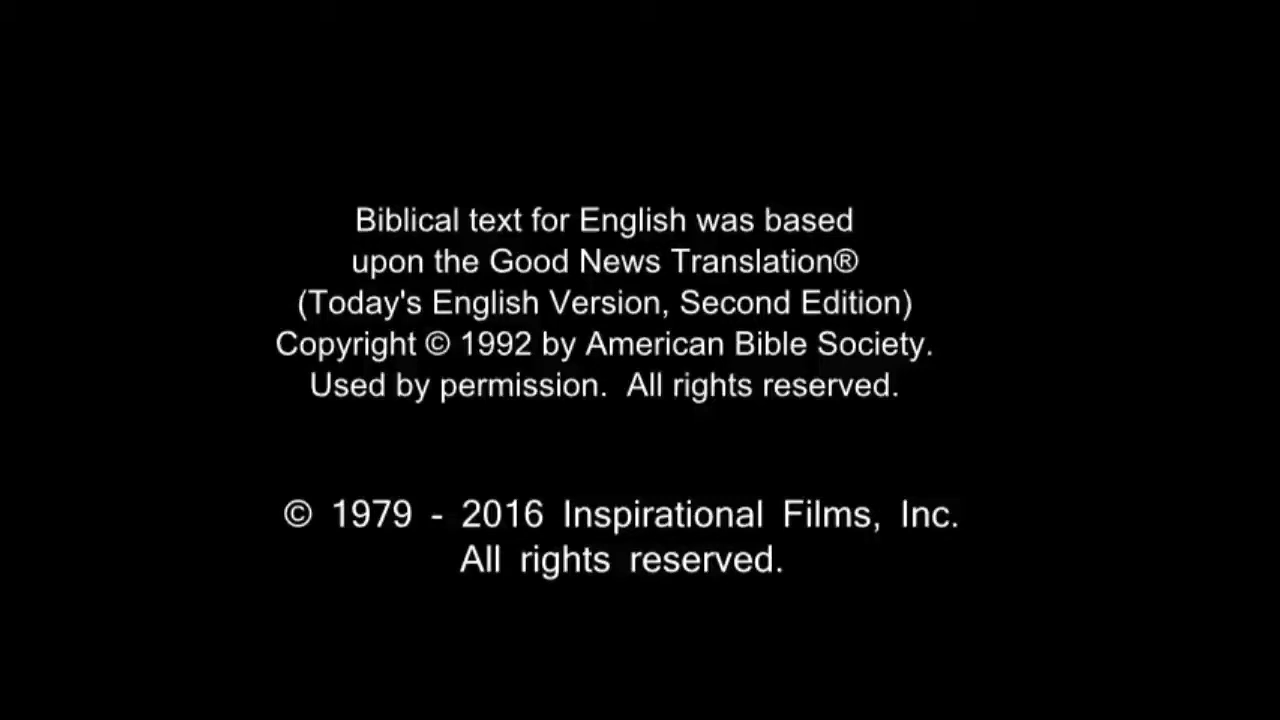 Biblical text for English was based
upon the Good News Translation®
(Today's English Version, Second Edition)
Copyright © 1992 by American Bible Society.
Used by permission. All rights reserved.
© 1979 - 2016 Inspirational Films, Inc.
All rights reserved.